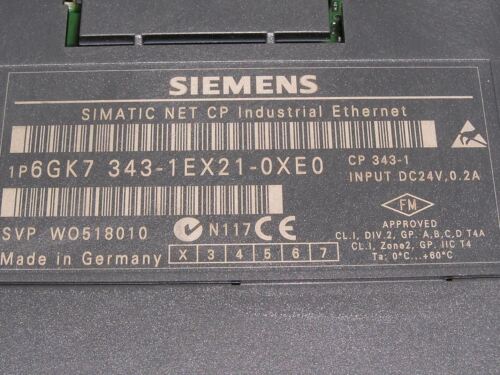 SIEMENS
SIMATIC NET CP Industrial Ethernet
1P6GK7 343-1EX21-0XE0
CP 343-1
INPUT DC24V,0.2A
SVP WO518010
N117 CE
FM
APPROVED
CL.I, DIV.2, GP. A,B,C,D T4A
CL.I, Zone2, GP. IIC T4
Ta: 0°C...+60°C
Made in Germany
X 3 4 5 6 7